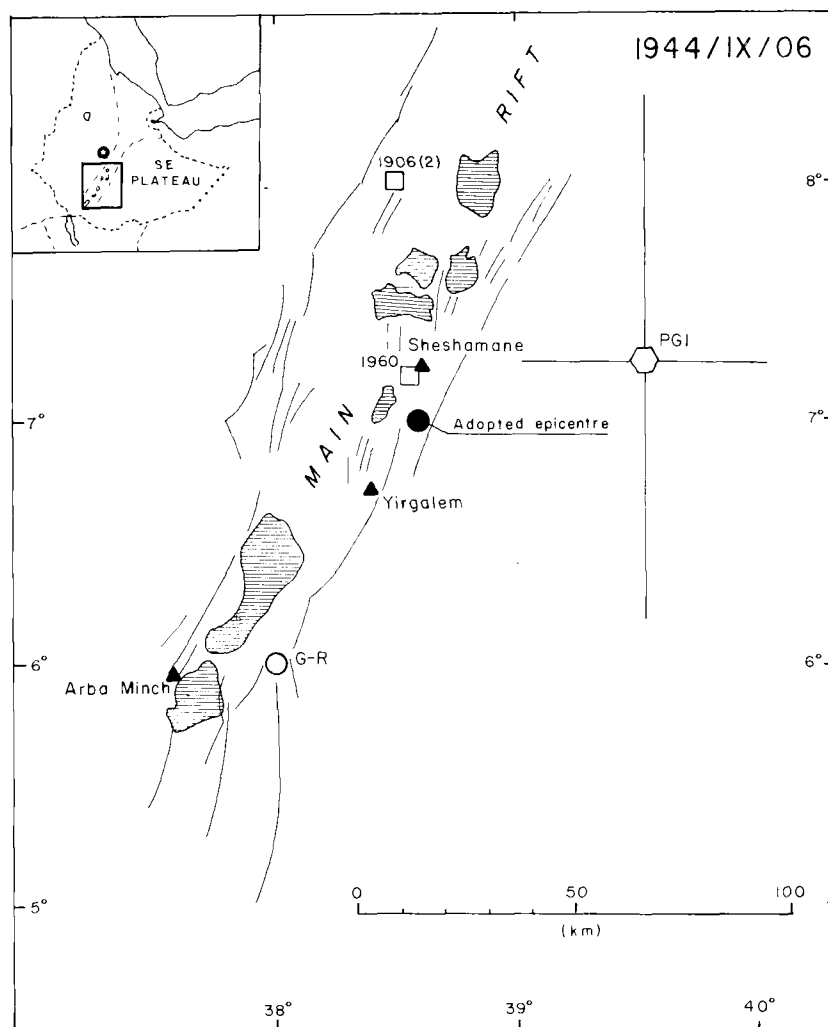 1944/IX/06
SE
PLATEAU
RIFT
1906(2)
8°
PGI
Sheshamane
1960
7°
7°
MAIN
Adopted epicentre
Yirgalem
6°
G-R
6°
Arba Minch
5°
0 50 100
(km)
38° 39° 40°